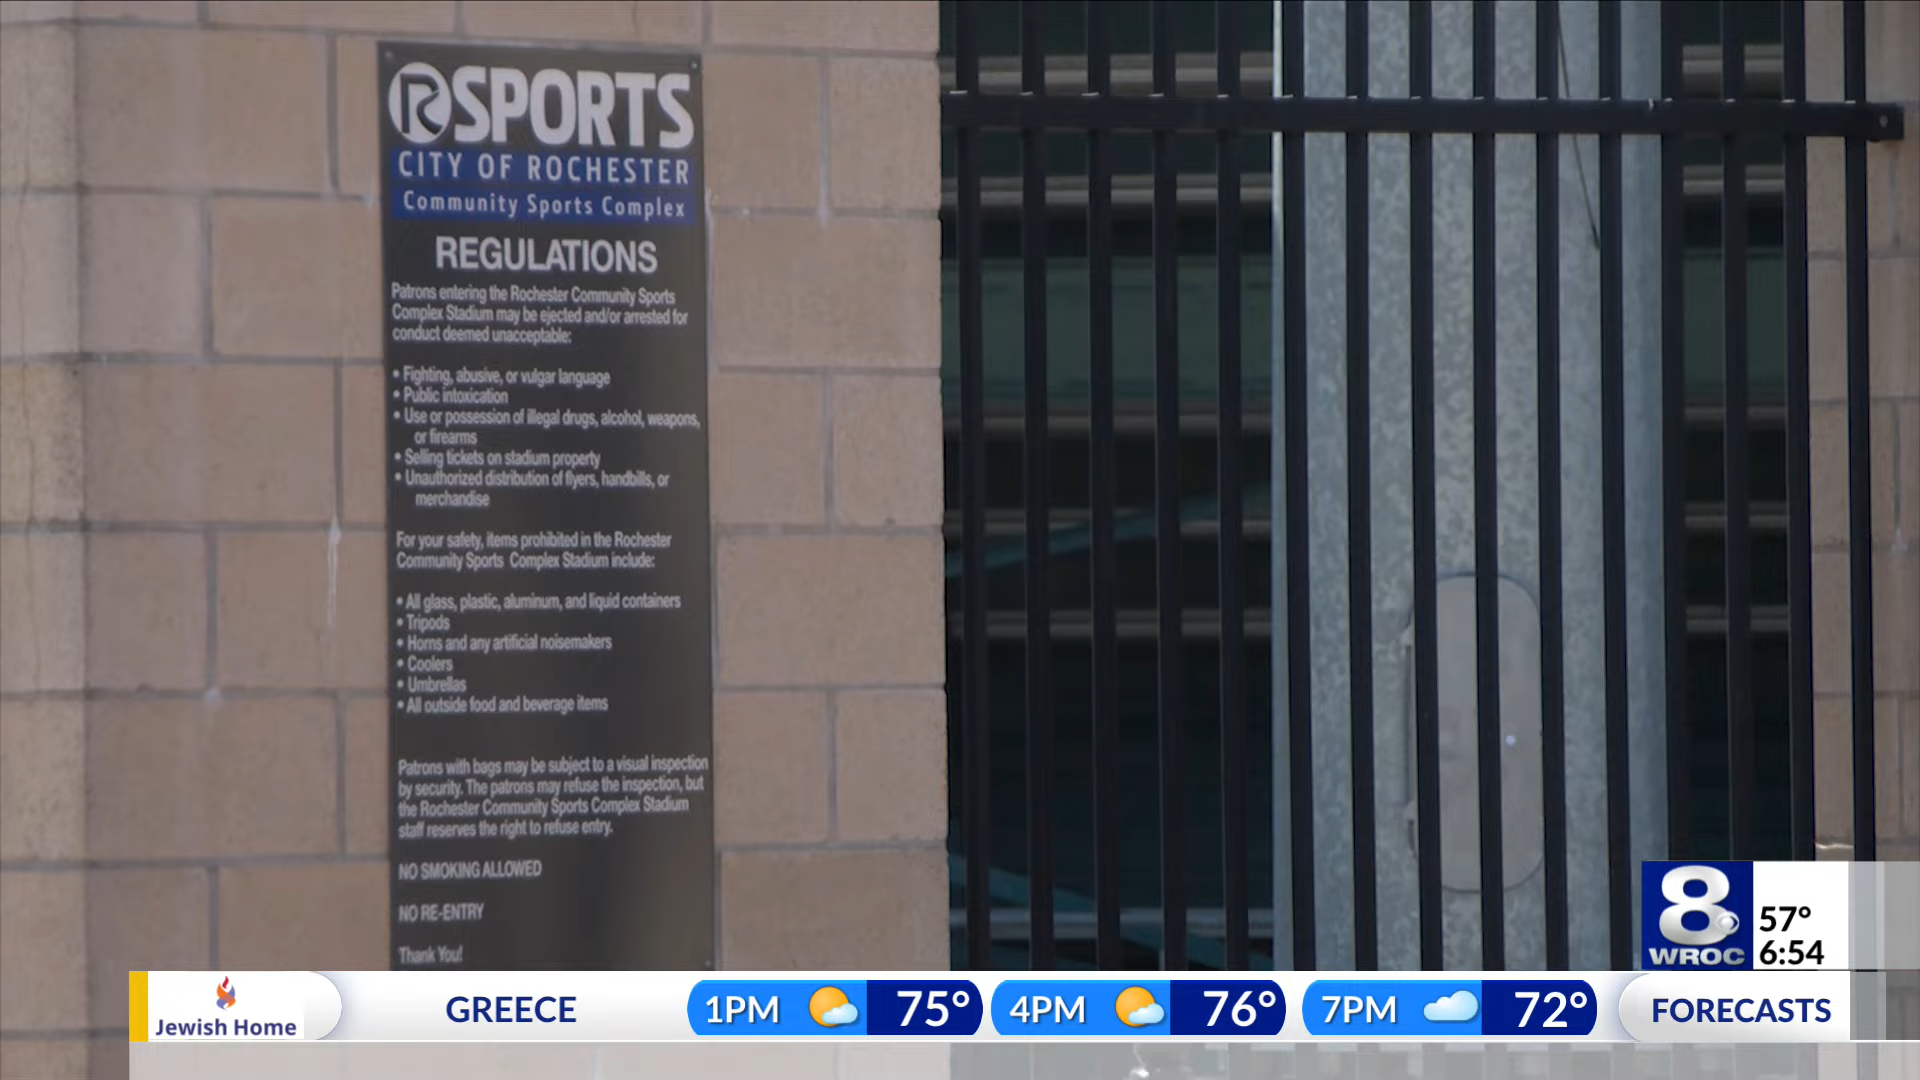 R SPORTS
CITY OF ROCHESTER
Community Sports Complex
REGULATIONS
Patrons entering the Rochester Community Sports
Complex Stadium may be ejected and/or arrested for
conduct deemed unacceptable:
• Fighting, abusive, or vulgar language
• Public intoxication
• Use or possession of illegal drugs, alcohol, weapons,
or firearms
• Selling tickets on stadium property
• Unauthorized distribution of flyers, handbills, or
merchandise
For your safety, items prohibited in the Rochester
Community Sports Complex Stadium include:
• All glass, plastic, aluminum, and liquid containers
• Tripods
• Horns and any artificial noisemakers
• Coolers
• Umbrellas
• All outside food and beverage items
Patrons with bags may be subject to a visual inspection
by security. The patrons may refuse the inspection, but
the Rochester Community Sports Complex Stadium
staff reserves the right to refuse entry.
NO SMOKING ALLOWED
NO RE-ENTRY
Thank You!
8
WROC
57°
6:54
Jewish Home
GREECE
1PM 75°
4PM 76°
7PM 72°
FORECASTS